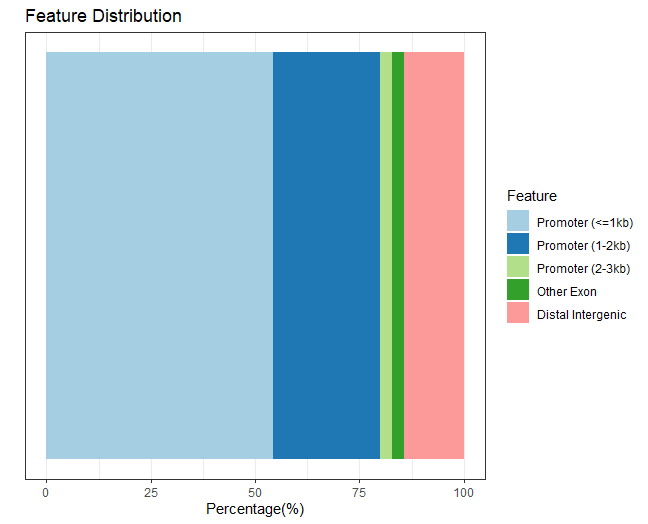 Feature Distribution
Feature
Promoter (<=1kb)
Promoter (1-2kb)
Promoter (2-3kb)
Other Exon
Distal Intergenic
0 25 50 75 100
Percentage(%)